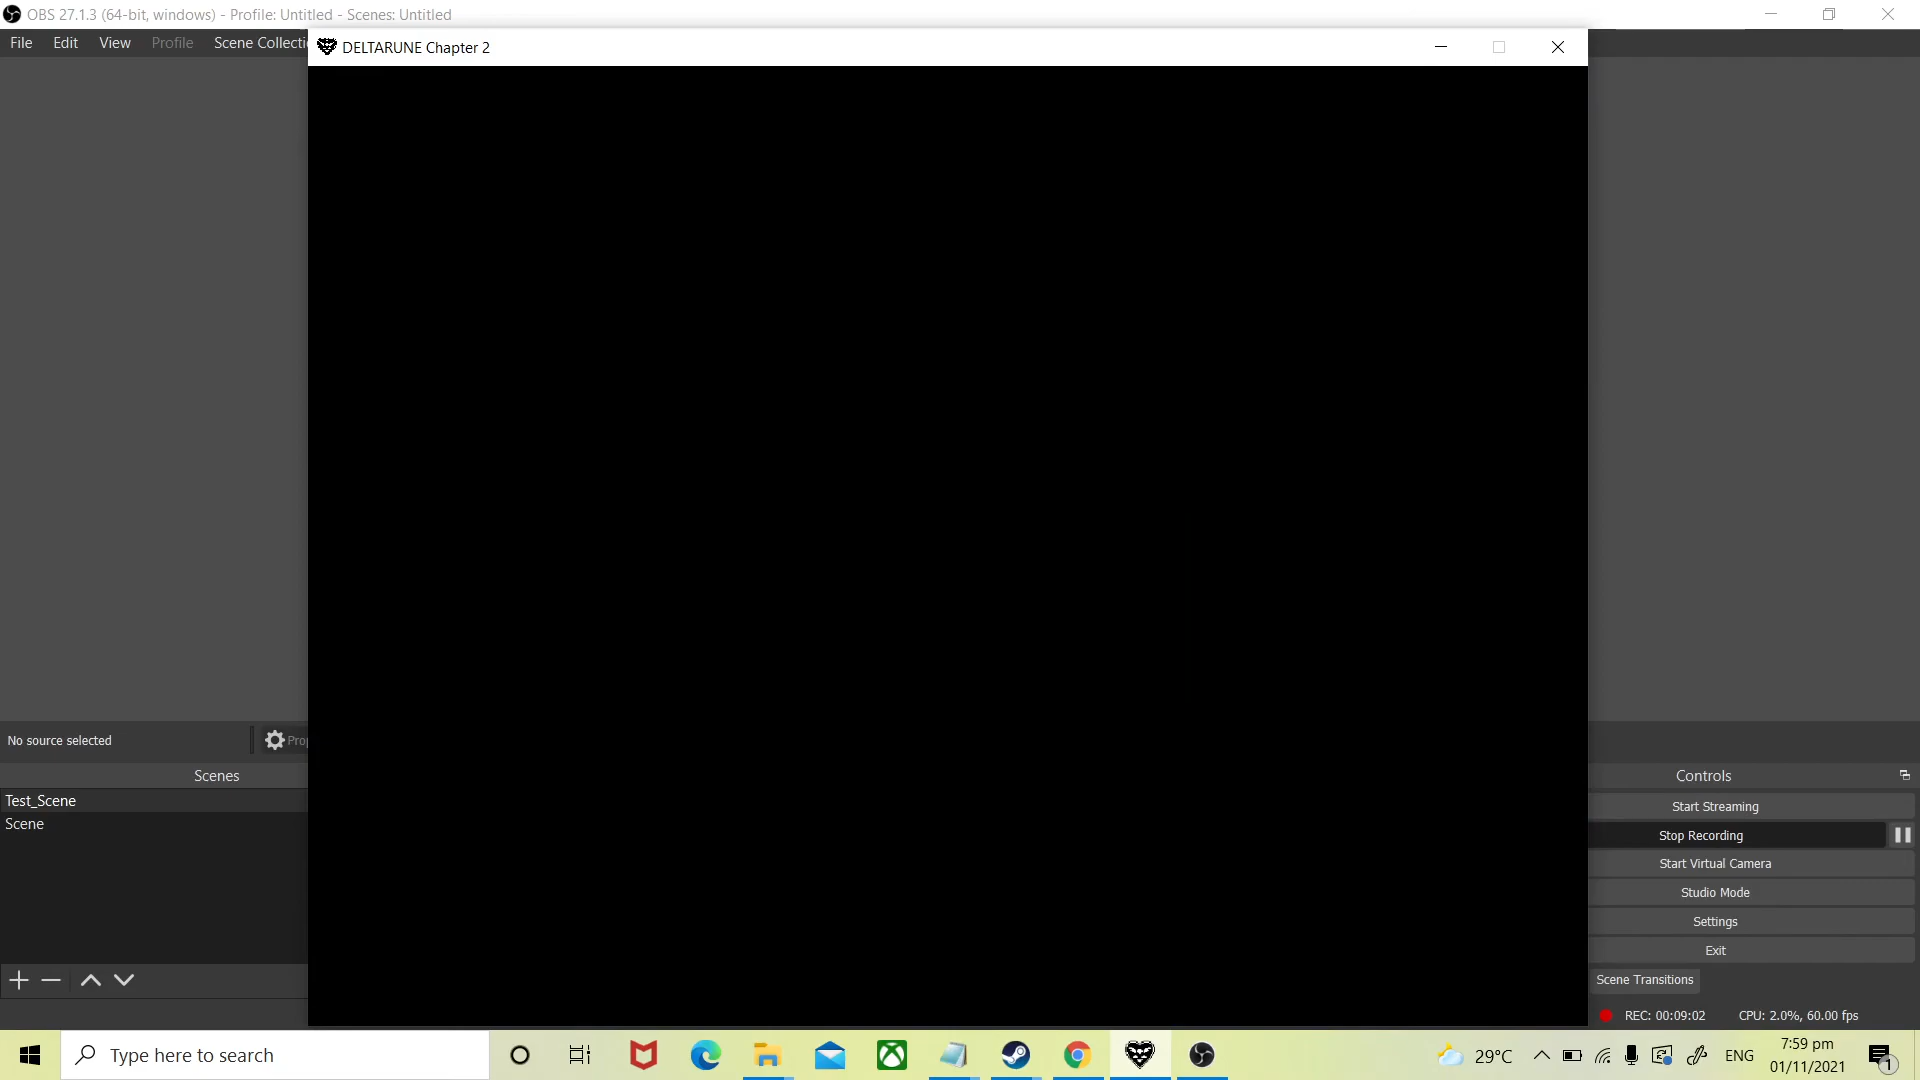 OBS 27.1.3 (64-bit, windows) - Profile: Untitled - Scenes: Untitled
File Edit View Profile Scene Collecti
DELTARUNE Chapter 2
No source selected
Prop
Scenes
Test_Scene
Scene
Controls
Start Streaming
Stop Recording
Start Virtual Camera
Studio Mode
Settings
Exit
Scene Transitions
REC: 00:09:02 CPU: 2.0%, 60.00 fps
Type here to search
29°C
ENG
7:59 pm
01/11/2021
1